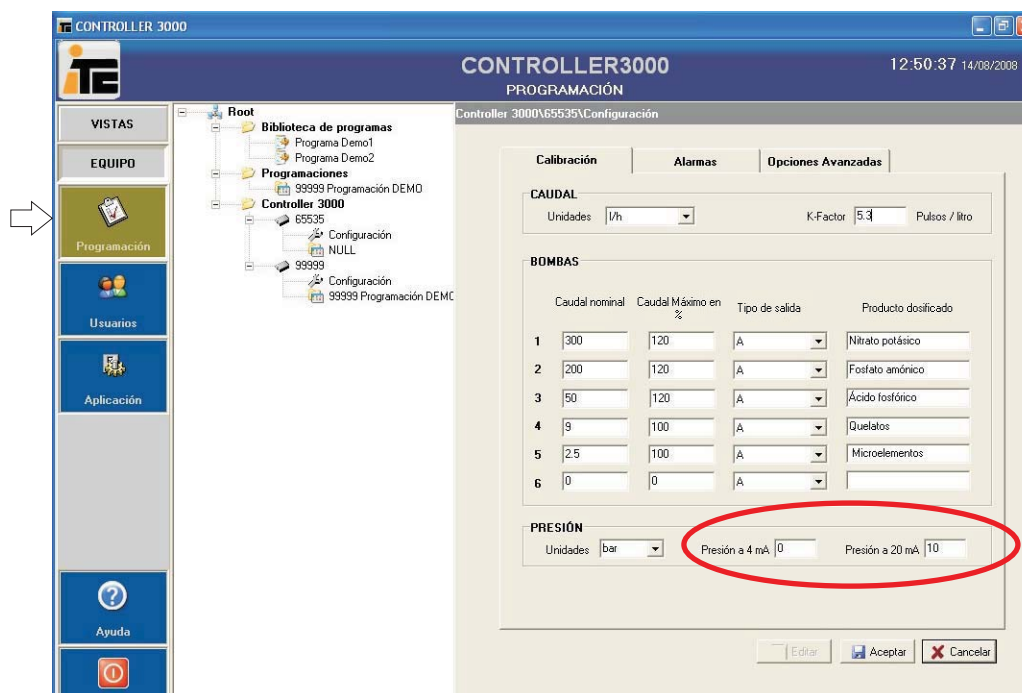 iTC CONTROLLER 3000
iTC
CONTROLLER3000
PROGRAMACIÓN
12:50:37 14/08/2008
VISTAS
EQUIPO
Programación
Usuarios
Aplicación
Ayuda
Root
Biblioteca de programas
Programa Demo1
Programa Demo2
Programaciones
99999 Programación DEMO
Controller 3000
65535
Configuración
NULL
99999
Configuración
99999 Programación DEMO
Controller 3000\65535\Configuración
Calibración Alarmas Opciones Avanzadas
CAUDAL
Unidades l/h K-Factor 5.3 Pulsos / litro
BOMBAS
Caudal nominal Caudal Máximo en % Tipo de salida Producto dosificado
1 300 120 A Nitrato potásico
2 200 120 A Fosfato amónico
3 50 120 A Ácido fosfórico
4 9 100 A Quelatos
5 2.5 100 A Microelementos
6 0 0 A
PRESIÓN
Unidades bar Presión a 4 mA 0 Presión a 20 mA 10
Editar Aceptar Cancelar